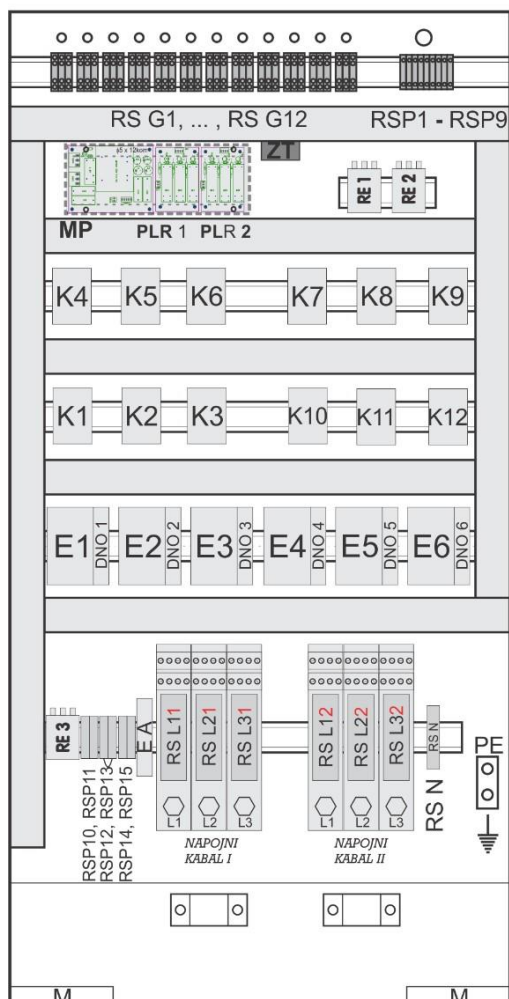 RS G1, ... , RS G12 RSP1 - RSP9
65 x 125mm
ZT
RE 1 RE 2
MP PLR 1 PLR 2
K4 K5 K6 K7 K8 K9
K1 K2 K3 K10 K11 K12
E1 DNO 1 E2 DNO 2 E3 DNO 3 E4 DNO 4 E5 DNO 5 E6 DNO 6
RE 3
RSP10, RSP11
RSP12, RSP13
RSP14, RSP15
E A
RS L11 RS L21 RS L31
RS L12 RS L22 RS L32
RS N
RS N
PE
L1 L2 L3 L1 L2 L3
NAPOJNI
KABAL I
NAPOJNI
KABAL II
M M